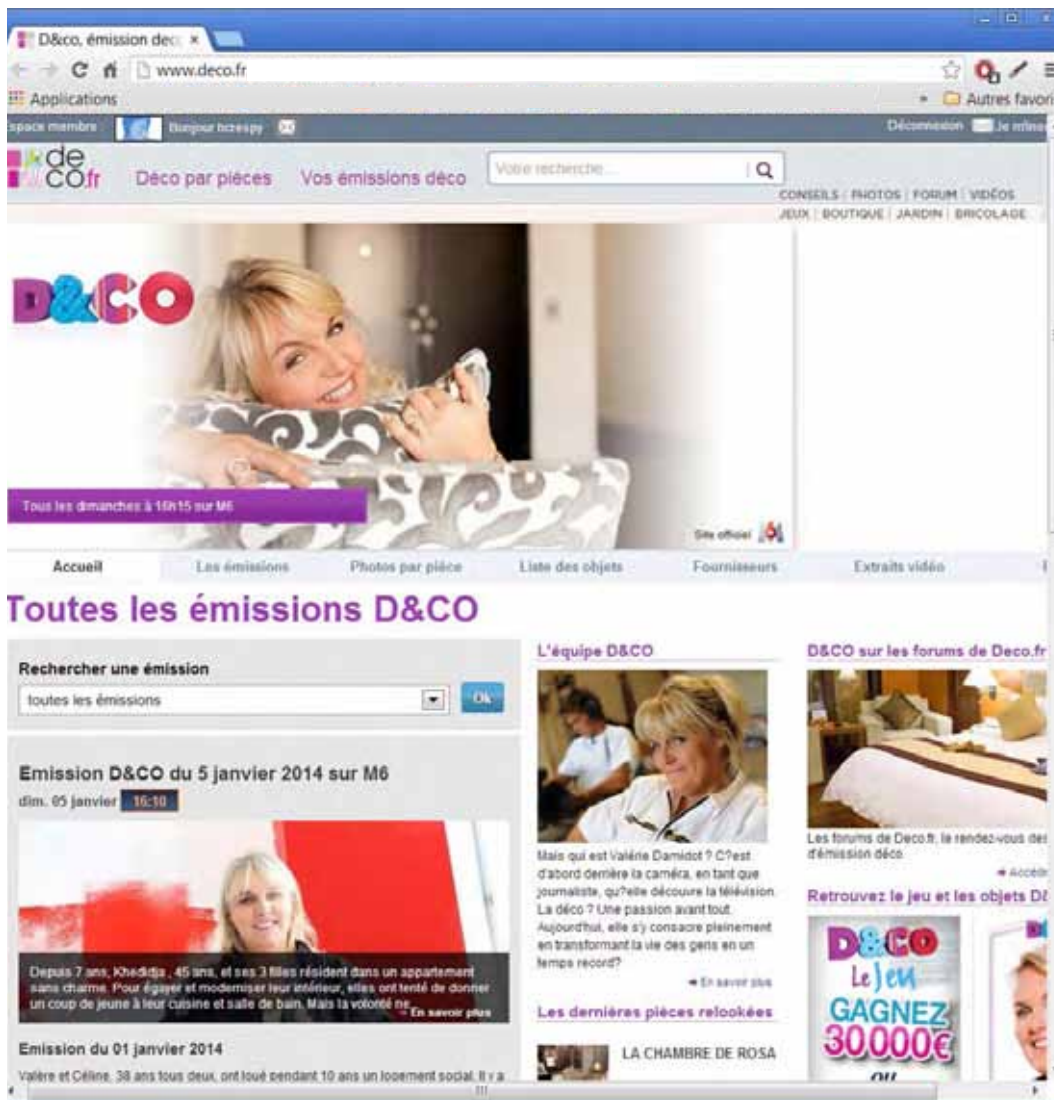 D&co, émission deco
www.deco.fr
Applications
Autres favori
Espace membre
Bonjour hcrespy
Déconnexion
Je m'inscr
deco.fr
Déco par pièces
Vos émissions déco
Votre recherche...
CONSEILS | PHOTOS | FORUM | VIDÉOS
JEUX | BOUTIQUE | JARDIN | BRICOLAGE
D&CO
Tous les dimanches à 16h15 sur M6
Site officiel
Accueil
Les émissions
Photos par pièce
Liste des objets
Fournisseurs
Extraits vidéo
Toutes les émissions D&CO
Rechercher une émission
toutes les émissions
Ok
Emission D&CO du 5 janvier 2014 sur M6
dim. 05 janvier 16:10
Depuis 7 ans, Khedidja , 45 ans, et ses 3 filles résident dans un appartement
sans charme. Pour égayer et moderniser leur intérieur, elles ont tenté de donner
un coup de jeune à leur cuisine et salle de bain. Mais la volonté ne...
En savoir plus
Emission du 01 janvier 2014
Valère et Céline, 38 ans tous deux, ont loué pendant 10 ans un logement social. Il y a
L'équipe D&CO
Mais qui est Valérie Damidot ? C?est
d'abord derrière la caméra, en tant que
journaliste, qu?elle découvre la télévision.
La déco ? Une passion avant tout.
Aujourd'hui, elle s'y consacre pleinement
en transformant la vie des gens en un
temps record?
En savoir plus
Les dernières pièces relookées
LA CHAMBRE DE ROSA
D&CO sur les forums de Deco.fr
Les forums de Deco.fr, le rendez-vous des
d'émission déco
Accéde
Retrouvez le jeu et les objets D&
D&CO
Le Jeu
GAGNEZ
30000€
ou